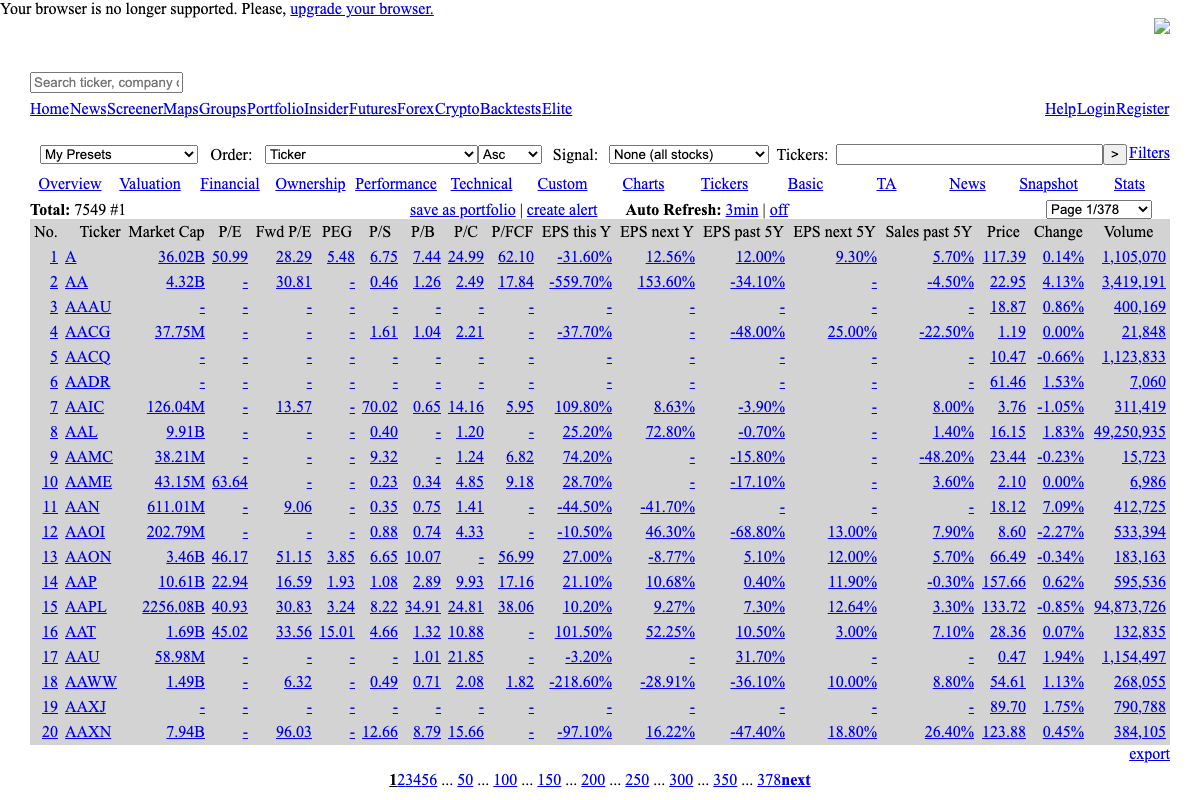 Your browser is no longer supported. Please, upgrade your browser.
Search ticker, company
HomeNewsScreenerMapsGroupsPortfolioInsiderFuturesForexCryptoBacktestsElite HelpLoginRegister
My Presets Order: Ticker Asc Signal: None (all stocks) Tickers: > Filters
Overview Valuation Financial Ownership Performance Technical Custom Charts Tickers Basic TA News Snapshot Stats
Total: 7549 #1 save as portfolio | create alert Auto Refresh: 3min | off Page 1/378
No. Ticker Market Cap P/E Fwd P/E PEG P/S P/B P/C P/FCF EPS this Y EPS next Y EPS past 5Y EPS next 5Y Sales past 5Y Price Change Volume
1 A 36.02B 50.99 28.29 5.48 6.75 7.44 24.99 62.10 -31.60% 12.56% 12.00% 9.30% 5.70% 117.39 0.14% 1,105,070
2 AA 4.32B - 30.81 - 0.46 1.26 2.49 17.84 -559.70% 153.60% -34.10% - -4.50% 22.95 4.13% 3,419,191
3 AAAU - - - - - - - - - - - - - 18.87 0.86% 400,169
4 AACG 37.75M - - - 1.61 1.04 2.21 - -37.70% - -48.00% 25.00% -22.50% 1.19 0.00% 21,848
5 AACQ - - - - - - - - - - - - - 10.47 -0.66% 1,123,833
6 AADR - - - - - - - - - - - - - 61.46 1.53% 7,060
7 AAIC 126.04M - 13.57 - 70.02 0.65 14.16 5.95 109.80% 8.63% -3.90% - 8.00% 3.76 -1.05% 311,419
8 AAL 9.91B - - - 0.40 - 1.20 - 25.20% 72.80% -0.70% - 1.40% 16.15 1.83% 49,250,935
9 AAMC 38.21M - - - 9.32 - 1.24 6.82 74.20% - -15.80% - -48.20% 23.44 -0.23% 15,723
10 AAME 43.15M 63.64 - - 0.23 0.34 4.85 9.18 28.70% - -17.10% - 3.60% 2.10 0.00% 6,986
11 AAN 611.01M - 9.06 - 0.35 0.75 1.41 - -44.50% -41.70% - - - 18.12 7.09% 412,725
12 AAOI 202.79M - - - 0.88 0.74 4.33 - -10.50% 46.30% -68.80% 13.00% 7.90% 8.60 -2.27% 533,394
13 AAON 3.46B 46.17 51.15 3.85 6.65 10.07 - 56.99 27.00% -8.77% 5.10% 12.00% 5.70% 66.49 -0.34% 183,163
14 AAP 10.61B 22.94 16.59 1.93 1.08 2.89 9.93 17.16 21.10% 10.68% 0.40% 11.90% -0.30% 157.66 0.62% 595,536
15 AAPL 2256.08B 40.93 30.83 3.24 8.22 34.91 24.81 38.06 10.20% 9.27% 7.30% 12.64% 3.30% 133.72 -0.85% 94,873,726
16 AAT 1.69B 45.02 33.56 15.01 4.66 1.32 10.88 - 101.50% 52.25% 10.50% 3.00% 7.10% 28.36 0.07% 132,835
17 AAU 58.98M - - - - 1.01 21.85 - -3.20% - 31.70% - - 0.47 1.94% 1,154,497
18 AAWW 1.49B - 6.32 - 0.49 0.71 2.08 1.82 -218.60% -28.91% -36.10% 10.00% 8.80% 54.61 1.13% 268,055
19 AAXJ - - - - - - - - - - - - - 89.70 1.75% 790,788
20 AAXN 7.94B - 96.03 - 12.66 8.79 15.66 - -97.10% 16.22% -47.40% 18.80% 26.40% 123.88 0.45% 384,105
export
123456 ... 50 ... 100 ... 150 ... 200 ... 250 ... 300 ... 350 ... 378next